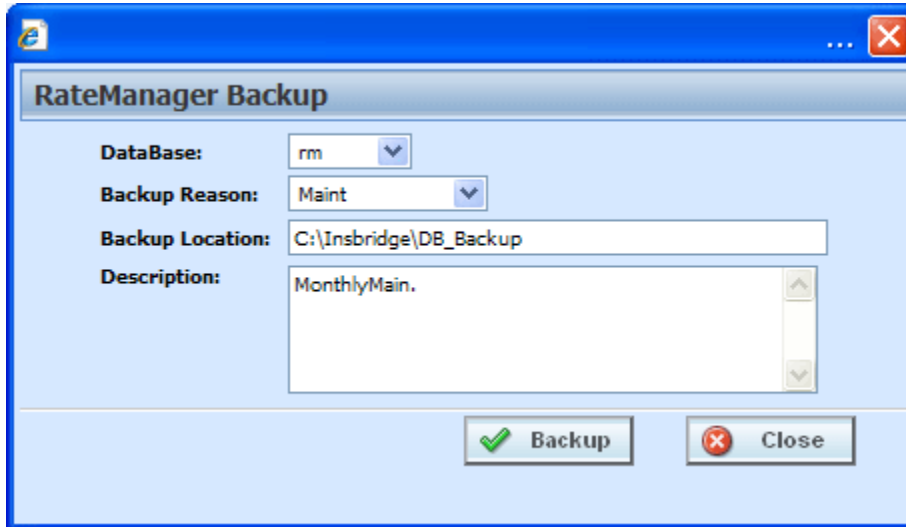 ...
RateManager Backup
DataBase: rm
Backup Reason: Maint
Backup Location: C:\Insbridge\DB_Backup
Description: MonthlyMain.
Backup Close